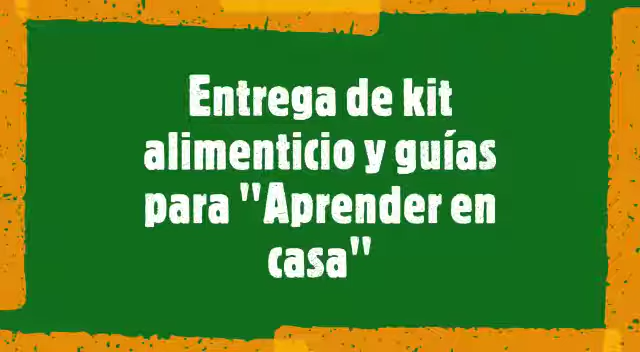 Entrega de kit
alimenticio y guías
para "Aprender en
casa"